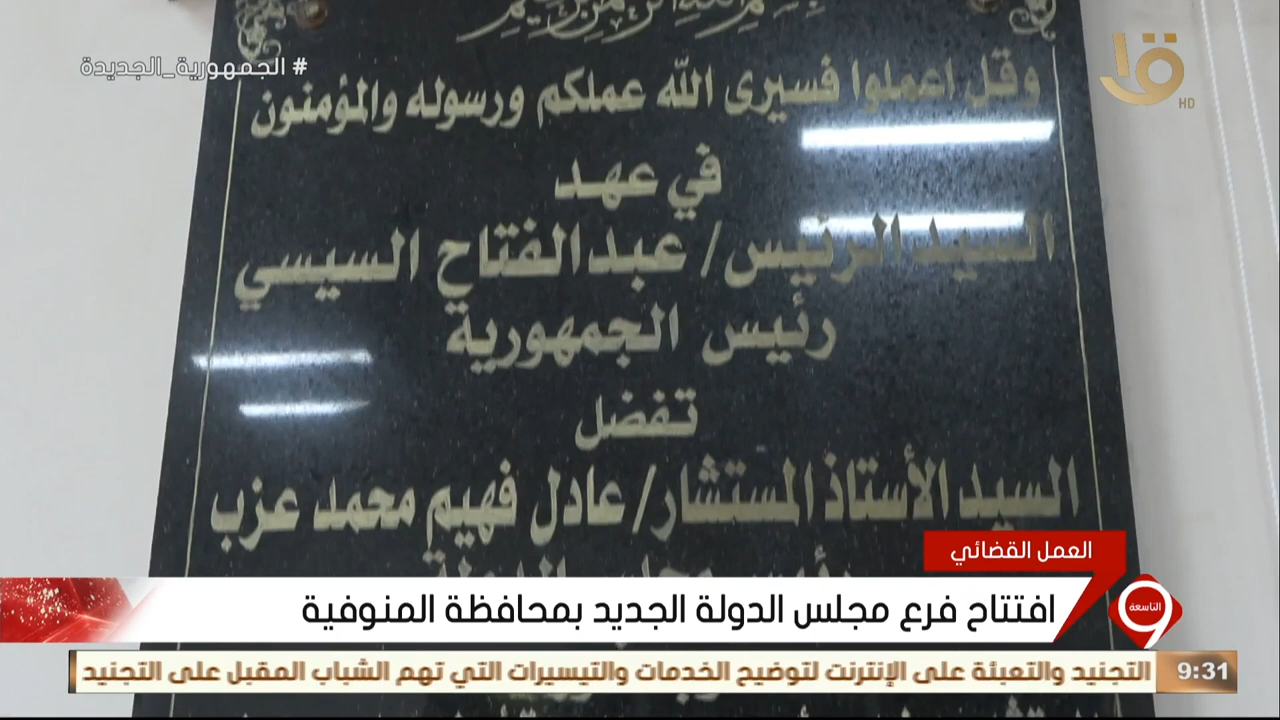 بسم الله الرحمن الرحيم
# الجمهورية_الجديدة
HD
وقل اعملوا فسيرى الله عملكم ورسوله والمؤمنون
في عهد
السيد الرئيس / عبدالفتاح السيسي
رئيس الجمهورية
تفضل
السيد الأستاذ المستشار / عادل فهيم محمد عزب
العمل القضائي
افتتاح فرع مجلس الدولة الجديد بمحافظة المنوفية
التاسعة
9
9:31 التجنيد والتعبئة على الإنترنت لتوضيح الخدمات والتيسيرات التي تهم الشباب المقبل على التجنيد